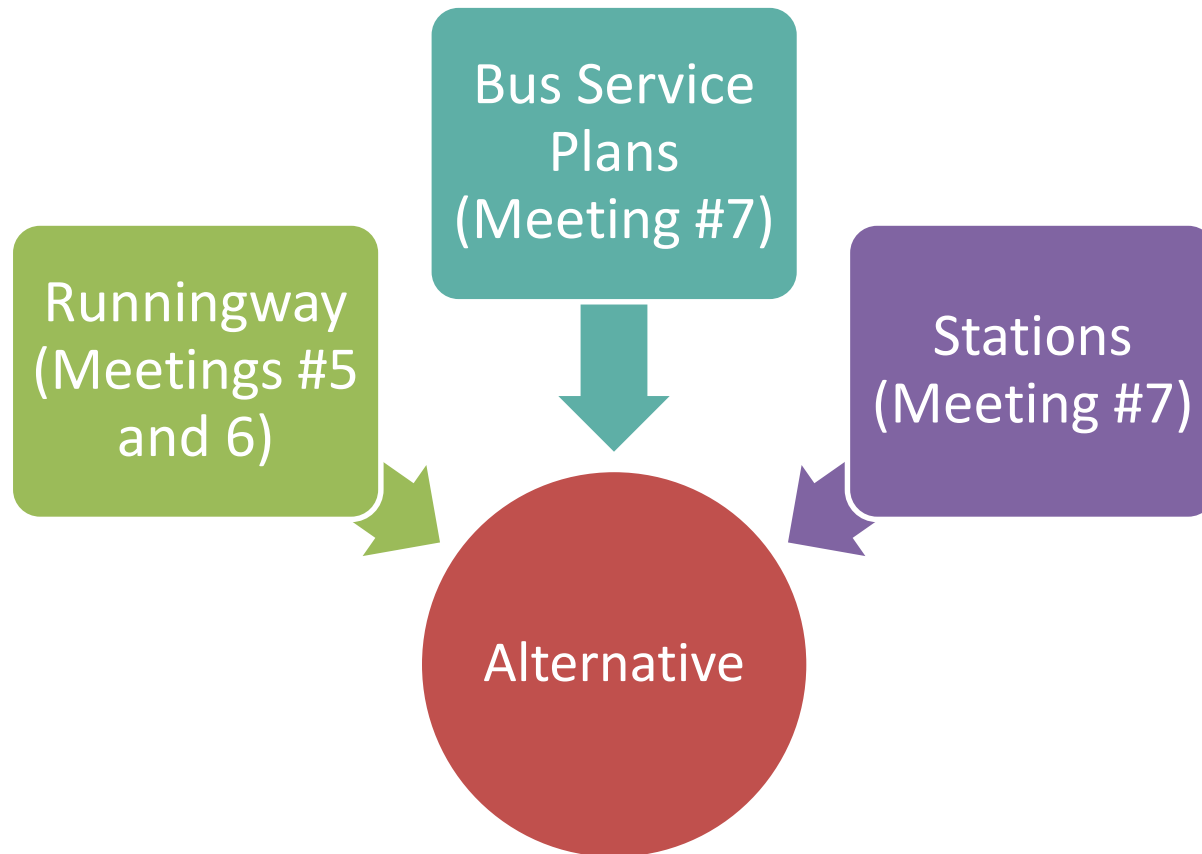 Bus Service
Plans
(Meeting #7)
Runningway
(Meetings #5
and 6)
Stations
(Meeting #7)
Alternative